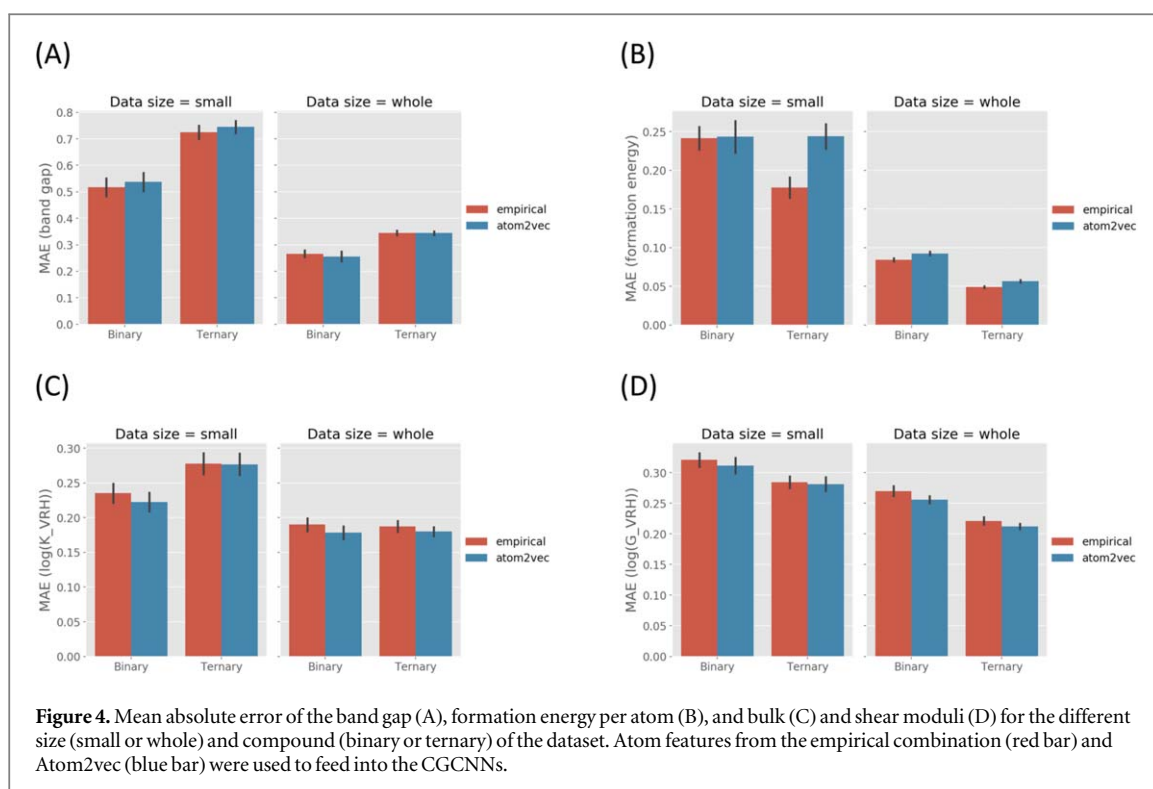 (A)
Data size = small
Data size = whole
MAE (band gap)
0.8
0.7
0.6
0.5
0.4
0.3
0.2
0.1
0.0
Binary
Ternary
Binary
Ternary
empirical
atom2vec
(B)
Data size = small
Data size = whole
MAE (formation energy)
0.25
0.20
0.15
0.10
0.05
0.00
Binary
Ternary
Binary
Ternary
empirical
atom2vec
(C)
Data size = small
Data size = whole
MAE (log(K_VRH))
0.30
0.25
0.20
0.15
0.10
0.05
0.00
Binary
Ternary
Binary
Ternary
empirical
atom2vec
(D)
Data size = small
Data size = whole
MAE (log(G_VRH))
0.30
0.25
0.20
0.15
0.10
0.05
0.00
Binary
Ternary
Binary
Ternary
empirical
atom2vec
Figure 4. Mean absolute error of the band gap (A), formation energy per atom (B), and bulk (C) and shear moduli (D) for the different
size (small or whole) and compound (binary or ternary) of the dataset. Atom features from the empirical combination (red bar) and
Atom2vec (blue bar) were used to feed into the CGCNNs.